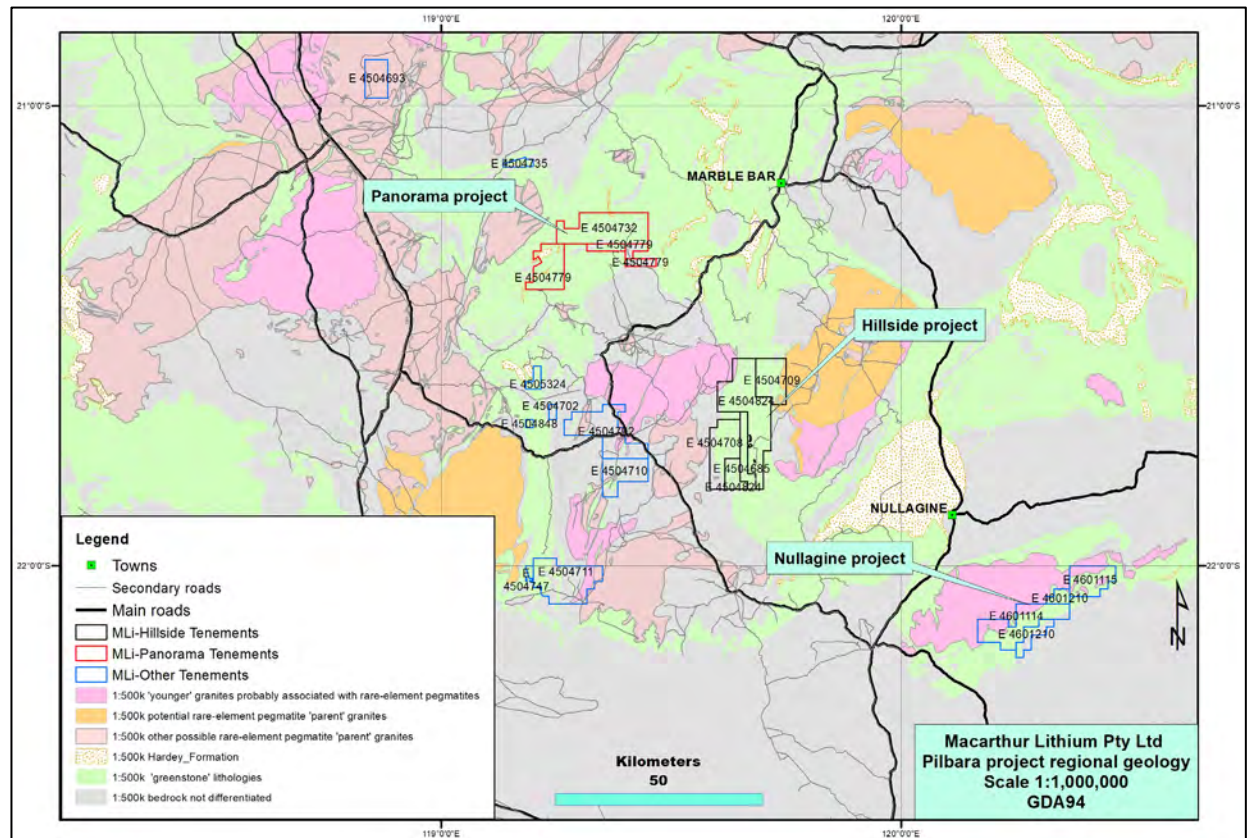 119°0'0"E
120°0'0"E
E 4504693
21°0'0"S
21°0'0"S
E 4504735
MARBLE BAR
Panorama project
E 4504732
E 4504779
E 4504779
E 4504779
Hillside project
E 4504709
E 4505324
E 4504824
E 4504702
E 4504848
E 4504702
E 4504708
E 4504710
E 4504685
E 4504824
NULLAGINE
Nullagine project
22°0'0"S
E 4504711
E
4504747
E 4601115
E 4601210
E 4601114
E 4601210
N
Legend
Towns
Secondary roads
Main roads
MLi-Hillside Tenements
MLi-Panorama Tenements
MLi-Other Tenements
1:500k 'younger' granites probably associated with rare-element pegmatites
1:500k potential rare-element pegmatite 'parent' granites
1:500k other possible rare-element pegmatite 'parent' granites
1:500k Hardey_Formation
1:500k 'greenstone' lithologies
1:500k bedrock not differentiated
Kilometers
50
Macarthur Lithium Pty Ltd
Pilbara project regional geology
Scale 1:1,000,000
GDA94
119°0'0"E
120°0'0"E